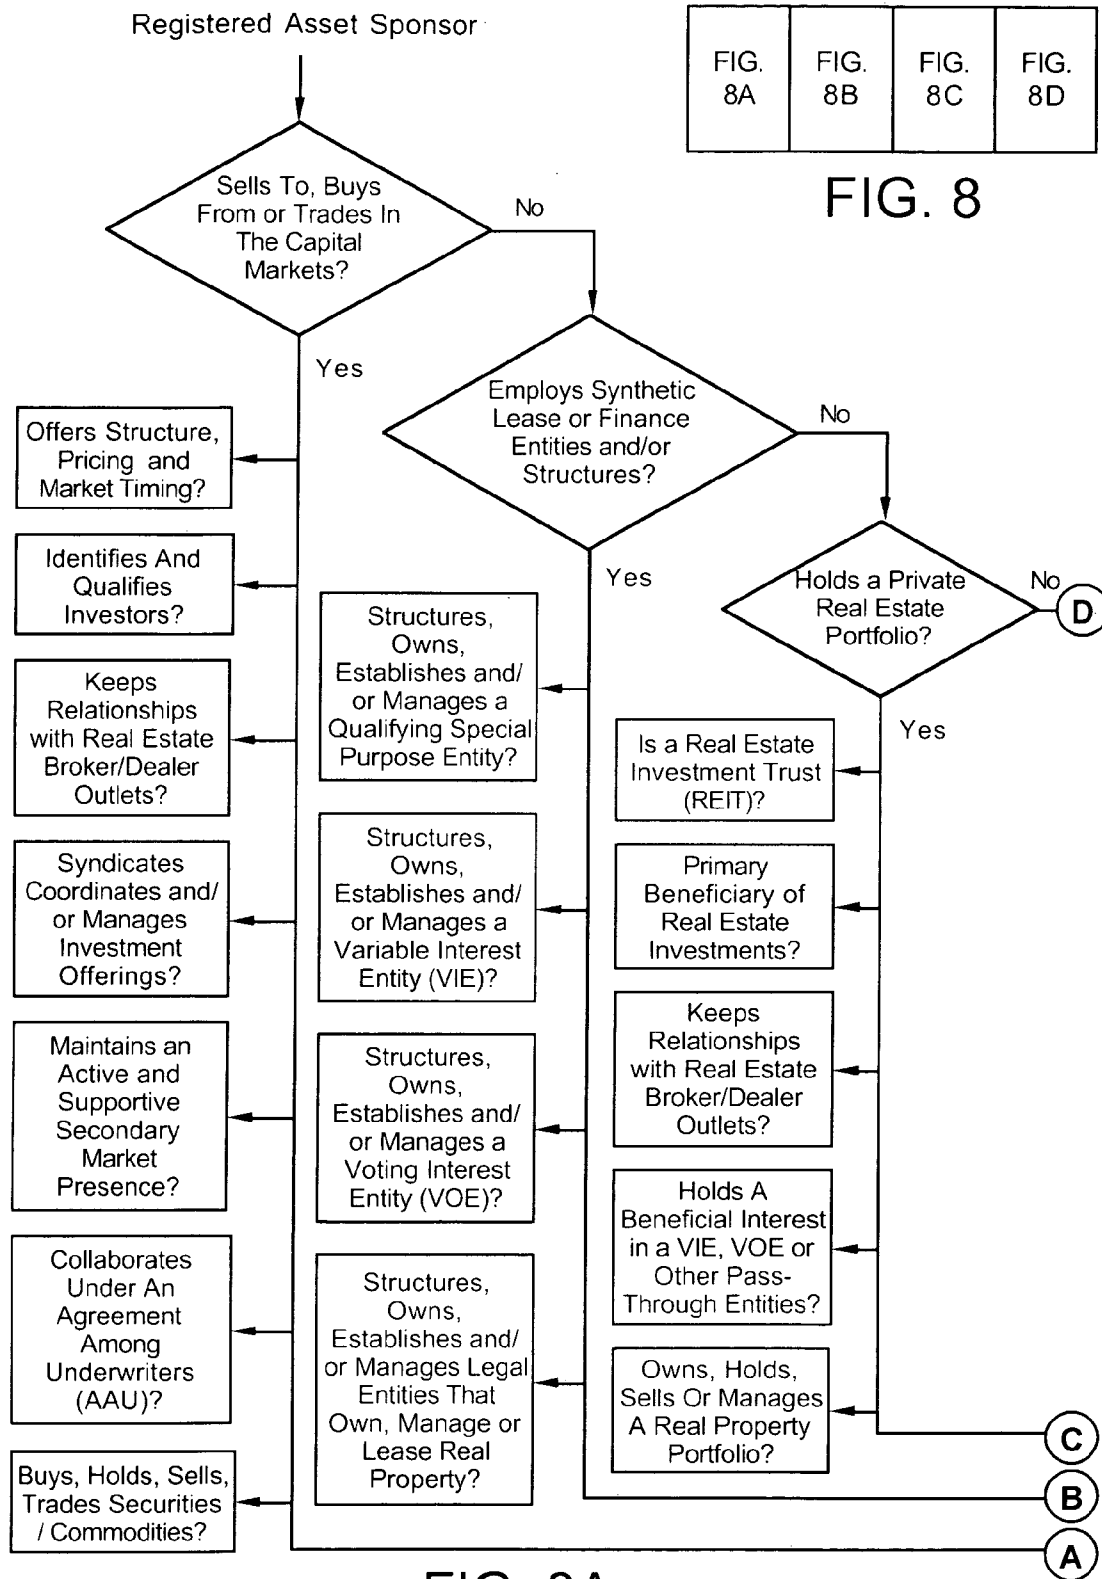 Registered Asset Sponsor
FIG.
8A
FIG.
8B
FIG.
8C
FIG.
8D
FIG. 8
Sells To, Buys
From or Trades In
The Capital
Markets?
No
Yes
Employs Synthetic
Lease or Finance
Entities and/or
Structures?
No
Yes
Holds a Private
Real Estate
Portfolio?
No
D
Yes
Offers Structure,
Pricing and
Market Timing?
Identifies And
Qualifies
Investors?
Keeps
Relationships
with Real Estate
Broker/Dealer
Outlets?
Syndicates
Coordinates and/
or Manages
Investment
Offerings?
Maintains an
Active and
Supportive
Secondary
Market
Presence?
Collaborates
Under An
Agreement
Among
Underwriters
(AAU)?
Buys, Holds, Sells,
Trades Securities
/ Commodities?
Structures,
Owns,
Establishes and/
or Manages a
Qualifying Special
Purpose Entity?
Structures,
Owns,
Establishes and/
or Manages a
Variable Interest
Entity (VIE)?
Structures,
Owns,
Establishes and/
or Manages a
Voting Interest
Entity (VOE)?
Structures,
Owns,
Establishes and/
or Manages Legal
Entities That
Own, Manage or
Lease Real
Property?
Is a Real Estate
Investment Trust
(REIT)?
Primary
Beneficiary of
Real Estate
Investments?
Keeps
Relationships
with Real Estate
Broker/Dealer
Outlets?
Holds A
Beneficial Interest
in a VIE, VOE or
Other Pass-
Through Entities?
Owns, Holds,
Sells Or Manages
A Real Property
Portfolio?
C
B
A
FIG. 8A